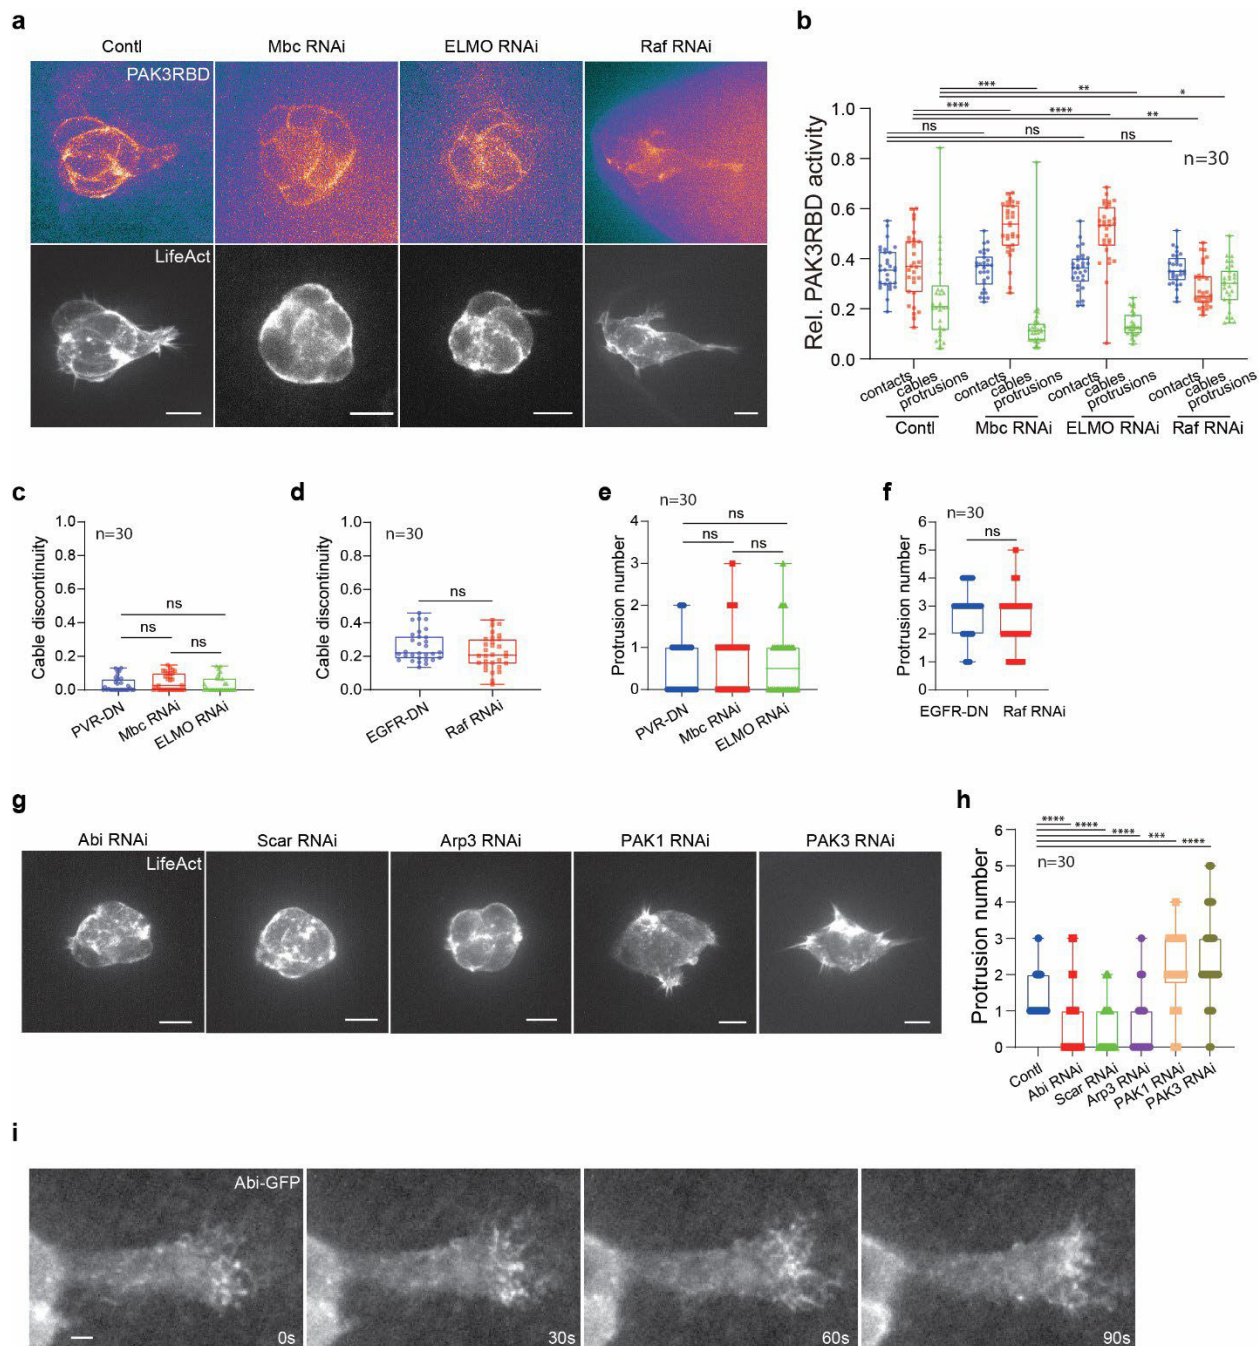 a
Contl Mbc RNAi ELMO RNAi Raf RNAi
PAK3RBD
LifeAct
b
*** ** *
**** **** **
ns ns ns
n=30
Rel. PAK3RBD activity
1.0
0.8
0.6
0.4
0.2
0.0
contacts cables protrusions contacts cables protrusions contacts cables protrusions contacts cables protrusions
Contl Mbc RNAi ELMO RNAi Raf RNAi
c
n=30
Cable discontinuity
1.0
0.8
0.6
0.4
0.2
0.0
ns
ns
ns
PVR-DN Mbc RNAi ELMO RNAi
d
n=30
Cable discontinuity
1.0
0.8
0.6
0.4
0.2
0.0
ns
EGFR-DN Raf RNAi
e
n=30
Protrusion number
4
3
2
1
0
ns
ns ns
PVR-DN Mbc RNAi ELMO RNAi
f
n=30
Protrusion number
6
5
4
3
2
1
0
ns
EGFR-DN Raf RNAi
g
Abi RNAi Scar RNAi Arp3 RNAi PAK1 RNAi PAK3 RNAi
LifeAct
h
****
****
****
***
****
n=30
Protrusion number
6
5
4
3
2
1
0
Contl Abi RNAi Scar RNAi Arp3 RNAi PAK1 RNAi PAK3 RNAi
i
Abi-GFP
0s 30s 60s 90s